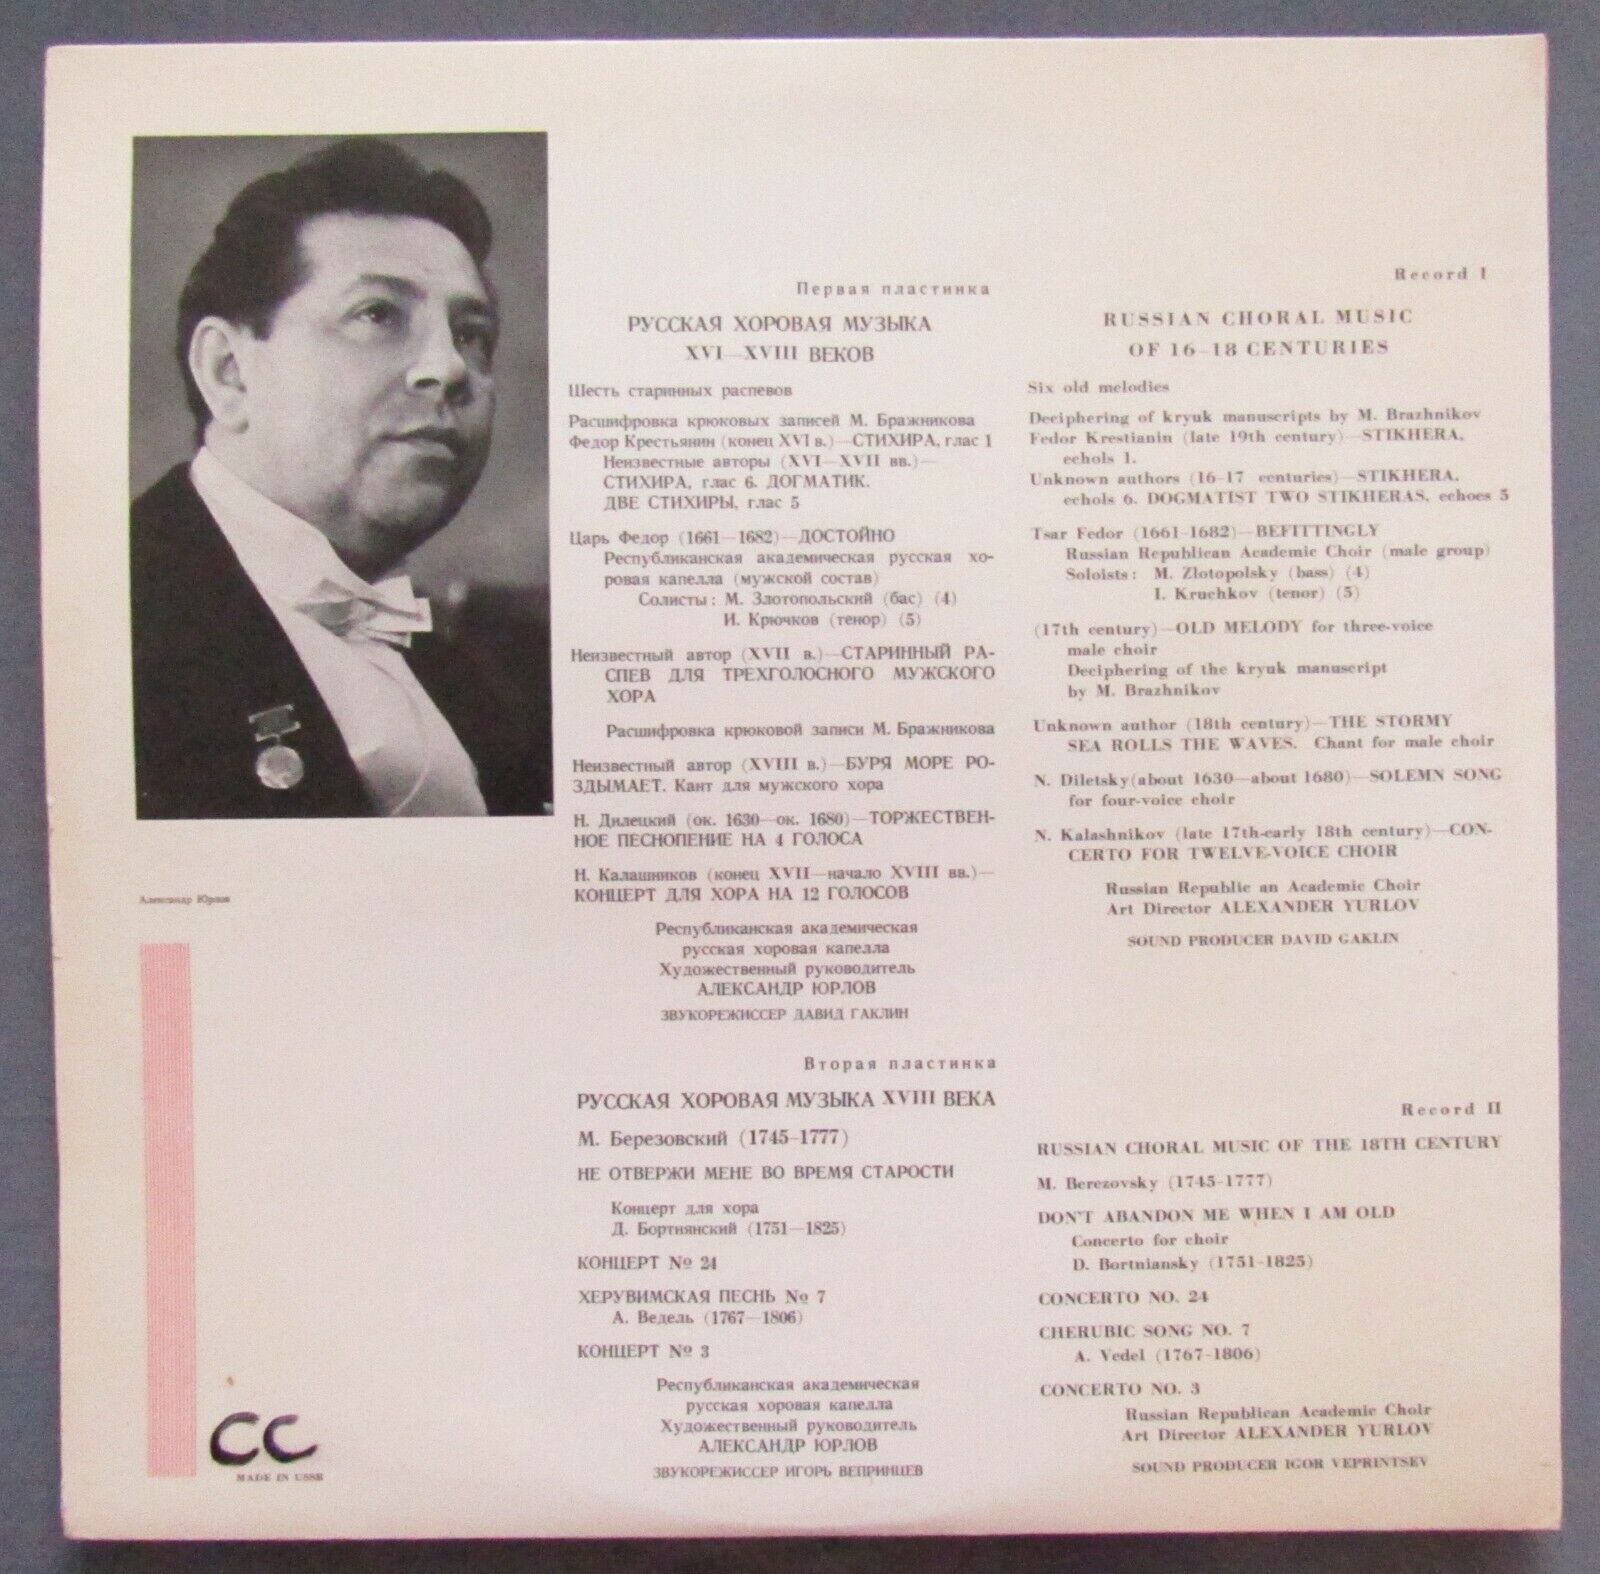 Александр Юрлов
Первая пластинка
РУССКАЯ ХОРОВАЯ МУЗЫКА
XVI—XVIII ВЕКОВ
Шесть старинных распевов
Расшифровка крюковых записей М. Бражникова
Федор Крестьянин (конец XVI в.)—СТИХИРА, глас 1
Неизвестные авторы (XVI—XVII вв.)—
СТИХИРА, глас 6. ДОГМАТИК.
ДВЕ СТИХИРЫ, глас 5
Царь Федор (1661—1682)—ДОСТОЙНО
Республиканская академическая русская хо-
ровая капелла (мужской состав)
Солисты: М. Злотопольский (бас) (4)
И. Крючков (тенор) (5)
Неизвестный автор (XVII в.)—СТАРИННЫЙ РА-
СПЕВ ДЛЯ ТРЕХГОЛОСНОГО МУЖСКОГО
ХОРА
Расшифровка крюковой записи М. Бражникова
Неизвестный автор (XVIII в.)—БУРЯ МОРЕ РО-
ЗДЫМАЕТ. Кант для мужского хора
Н. Дилецкий (ок. 1630—ок. 1680)—ТОРЖЕСТВЕН-
НОЕ ПЕСНОПЕНИЕ НА 4 ГОЛОСА
Н. Калашников (конец XVII—начало XVIII вв.)—
КОНЦЕРТ ДЛЯ ХОРА НА 12 ГОЛОСОВ
Республиканская академическая
русская хоровая капелла
Художественный руководитель
АЛЕКСАНДР ЮРЛОВ
ЗВУКОРЕЖИССЕР ДАВИД ГАКЛИН
Вторая пластинка
РУССКАЯ ХОРОВАЯ МУЗЫКА XVIII ВЕКА
М. Березовский (1745-1777)
НЕ ОТВЕРЖИ МЕНЕ ВО ВРЕМЯ СТАРОСТИ
Концерт для хора
Д. Бортнянский (1751—1825)
КОНЦЕРТ № 24
ХЕРУВИМСКАЯ ПЕСНЬ № 7
А. Ведель (1767—1806)
КОНЦЕРТ № 3
Республиканская академическая
русская хоровая капелла
Художественный руководитель
АЛЕКСАНДР ЮРЛОВ
ЗВУКОРЕЖИССЕР ИГОРЬ ВЕПРИНЦЕВ
Record I
RUSSIAN CHORAL MUSIC
OF 16-18 CENTURIES
Six old melodies
Deciphering of kryuk manuscripts by M. Brazhnikov
Fedor Krestianin (late 19th century)—STIKHERA,
echols 1.
Unknown authors (16-17 centuries)—STIKHERA,
echols 6. DOGMATIST TWO STIKHERAS, echoes 5
Tsar Fedor (1661-1682)—BEFITTINGLY
Russian Republican Academic Choir (male group)
Soloists: M. Zlotopolsky (bass) (4)
I. Kruchkov (tenor) (5)
(17th century)—OLD MELODY for three-voice
male choir
Deciphering of the kryuk manuscript
by M. Brazhnikov
Unknown author (18th century)—THE STORMY
SEA ROLLS THE WAVES. Chant for male choir
N. Diletsky(about 1630—about 1680)—SOLEMN SONG
for four-voice choir
N. Kalashnikov (late 17th-early 18th century)—CON-
CERTO FOR TWELVE-VOICE CHOIR
Russian Republic an Academic Choir
Art Director ALEXANDER YURLOV
SOUND PRODUCER DAVID GAKLIN
Record II
RUSSIAN CHORAL MUSIC OF THE 18TH CENTURY
M. Berezovsky (1745-1777)
DON'T ABANDON ME WHEN I AM OLD
Concerto for choir
D. Bortniansky (1751-1825)
CONCERTO NO. 24
CHERUBIC SONG NO. 7
A. Vedel (1767-1806)
CONCERTO NO. 3
Russian Republican Academic Choir
Art Director ALEXANDER YURLOV
SOUND PRODUCER IGOR VEPRINTSEV
CC
MADE IN USSR